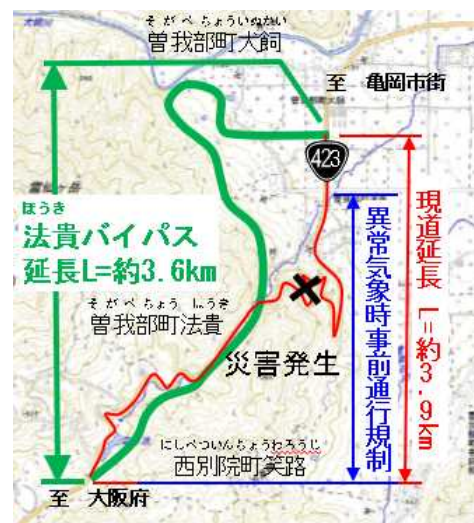 そがべちょういぬかい
曽我部町犬飼
至 亀岡市街
423
ほうき
法貴バイパス
延長L=約3.6km
そがべちょうほうき
曽我部町法貴
災害発生
異常気象時事前通行規制
現道延長 L=約3.9km
にしべついんちょうわろうじ
西別院町笑路
至 大阪府